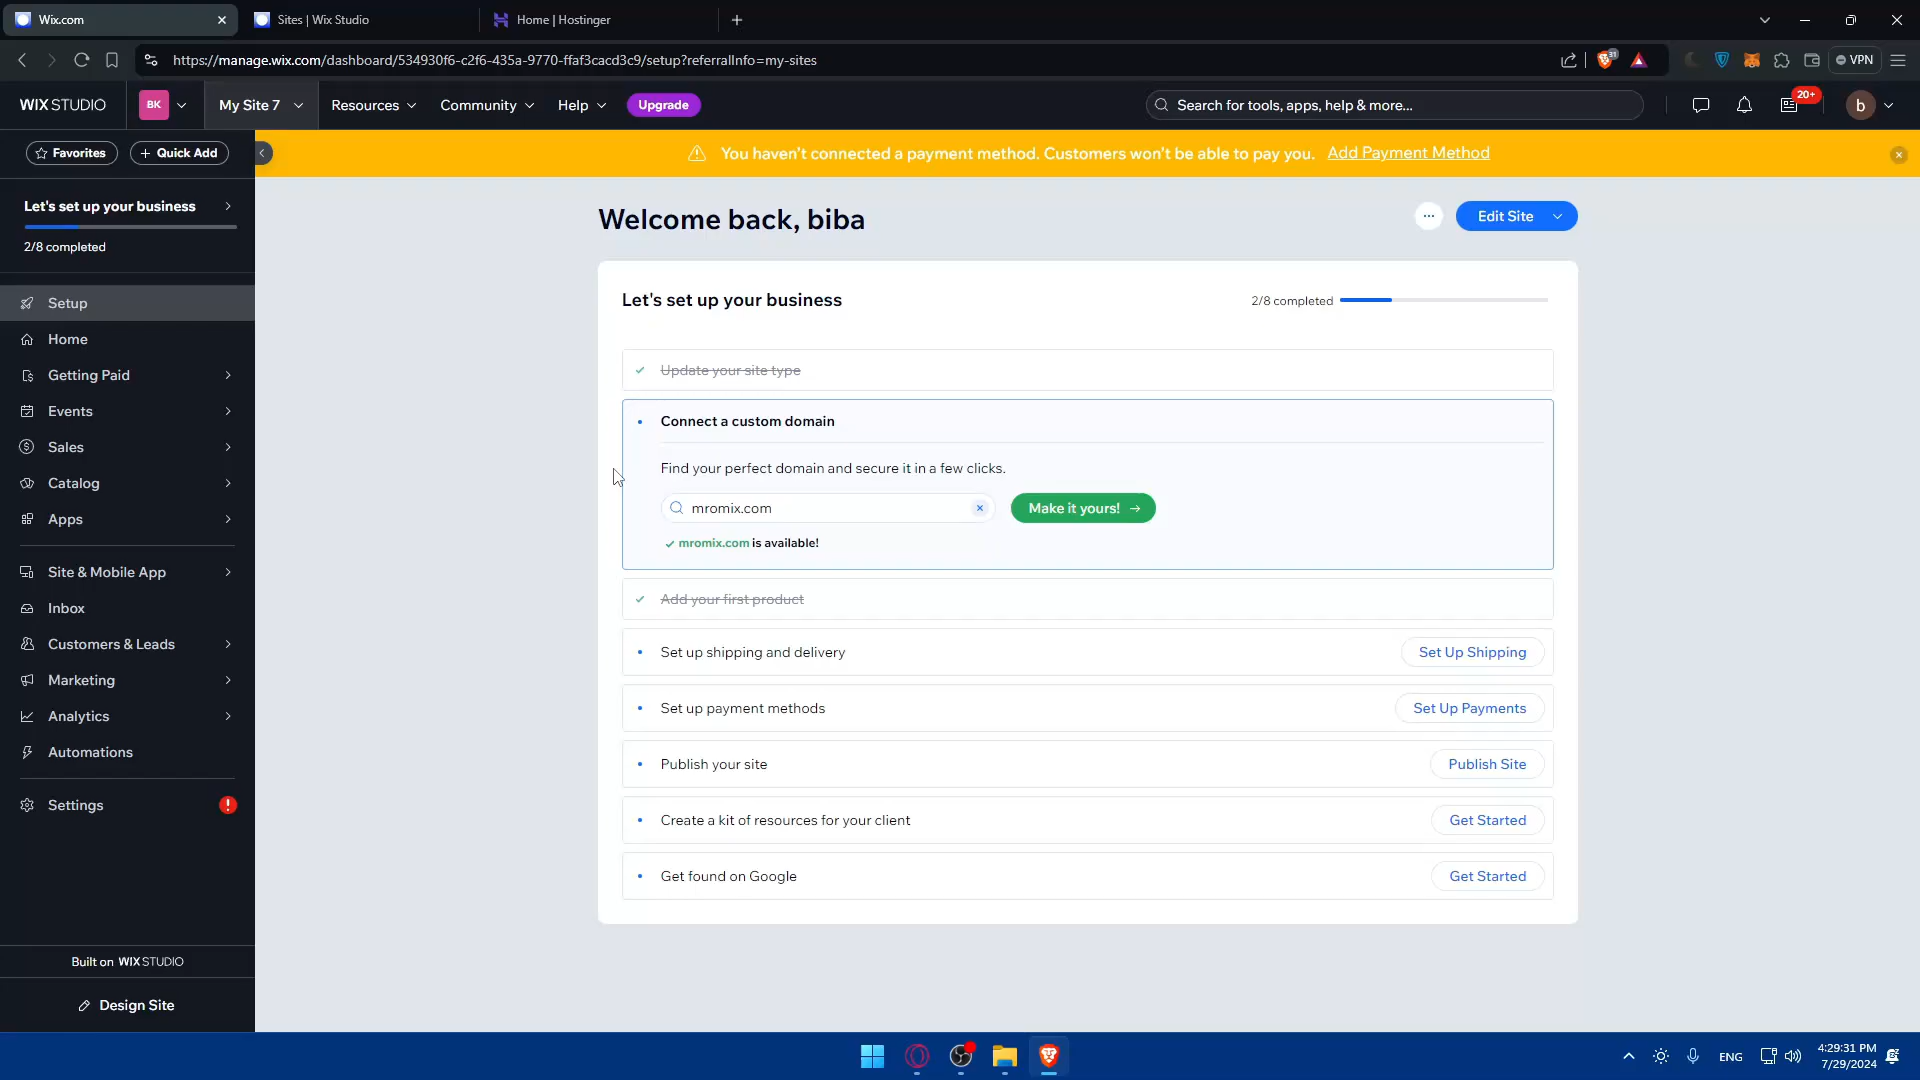 Wix.com
Sites | Wix Studio
Home | Hostinger
https://manage.wix.com/dashboard/534930f6-c2f6-435a-9770-ffaf3cacd3c9/setup?referralInfo=my-sites
31
VPN
WIX STUDIO
BK
My Site 7
Resources
Community
Help
Upgrade
Search for tools, apps, help & more...
20+
b
Favorites
+ Quick Add
You haven't connected a payment method. Customers won't be able to pay you. Add Payment Method
Let's set up your business
2/8 completed
Setup
Home
Getting Paid
Events
Sales
Catalog
Apps
Site & Mobile App
Inbox
Customers & Leads
Marketing
Analytics
Automations
Settings
Built on WIX STUDIO
Design Site
Welcome back, biba
Edit Site
Let's set up your business
2/8 completed
Update your site type
Connect a custom domain
Find your perfect domain and secure it in a few clicks.
mromix.com
Make it yours!
mromix.com is available!
Add your first product
Set up shipping and delivery
Set Up Shipping
Set up payment methods
Set Up Payments
Publish your site
Publish Site
Create a kit of resources for your client
Get Started
Get found on Google
Get Started
ENG
4:29:31 PM
7/29/2024